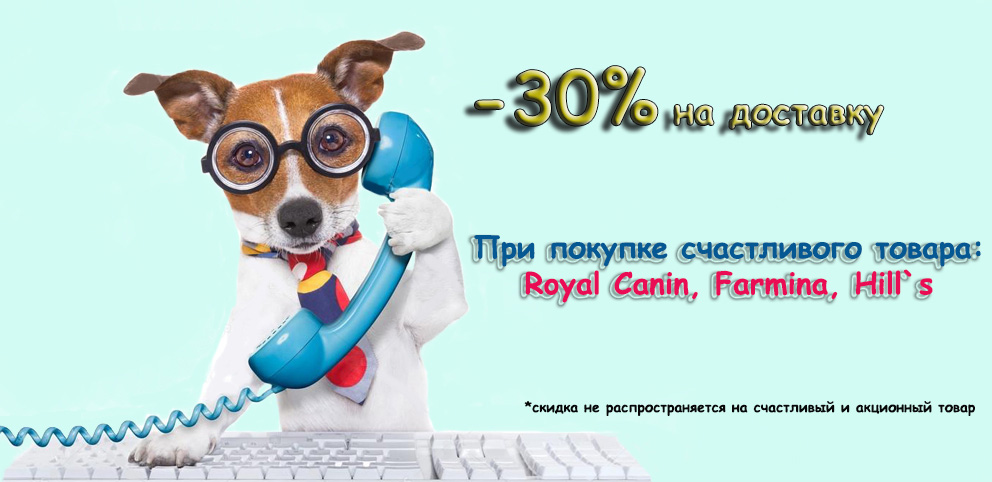 -30% на доставку
При покупке счастливого товара:
Royal Canin, Farmina, Hill`s
*скидка не распространяется на счастливый и акционный товар